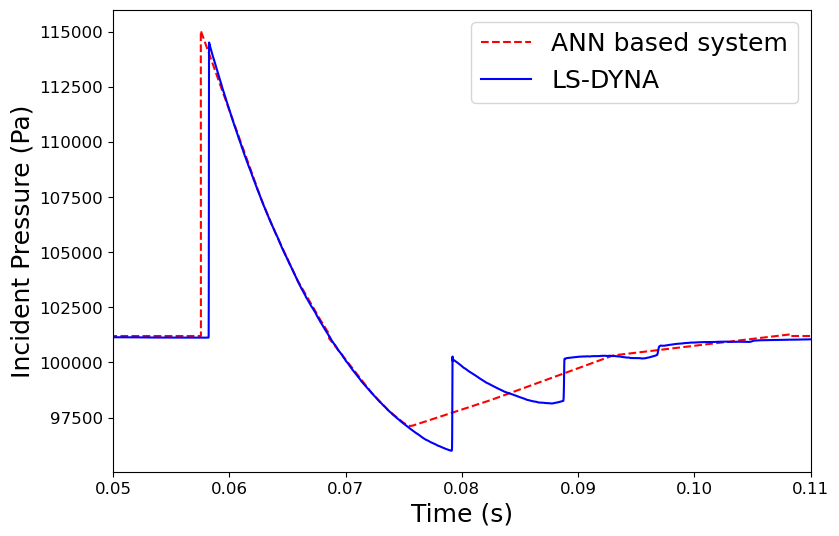 115000
112500
110000
107500
105000
102500
100000
97500
Incident Pressure (Pa)
ANN based system
LS-DYNA
0.05 0.06 0.07 0.08 0.09 0.10 0.11
Time (s)